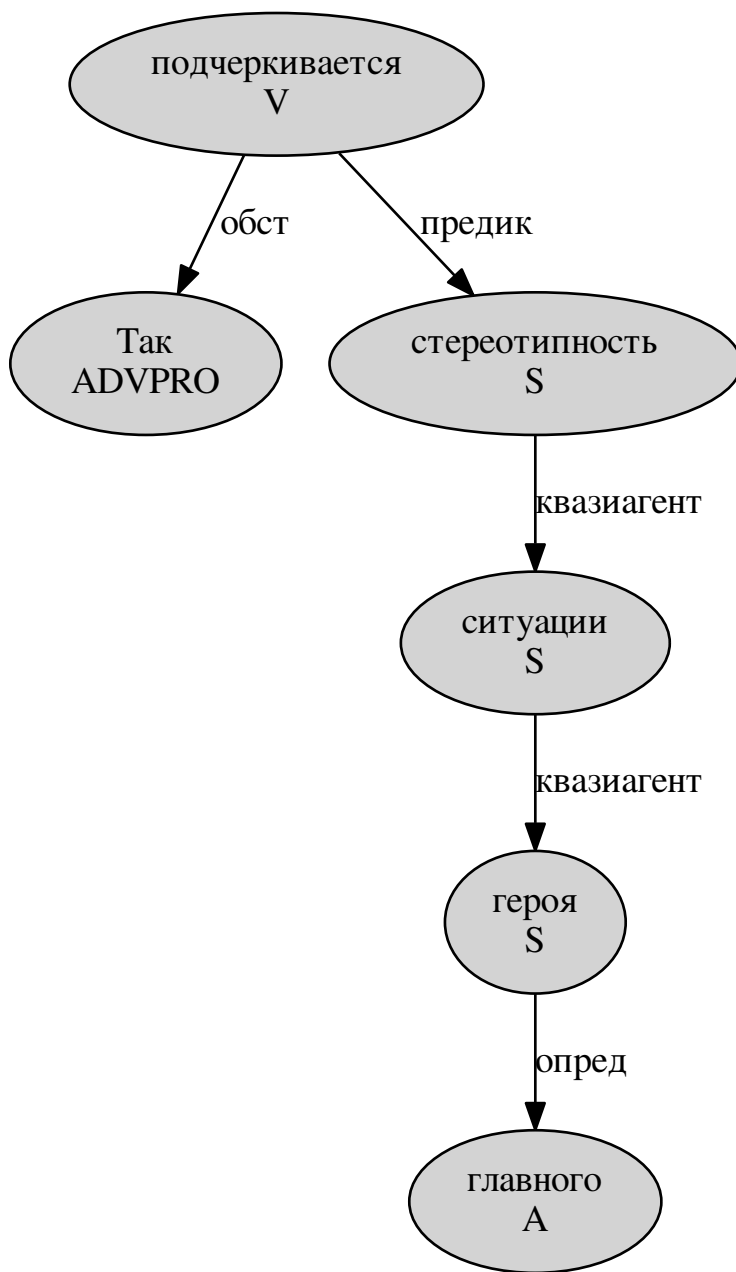 подчеркивается
V
обст
предик
Так
ADVPRO
стереотипность
S
квазиагент
ситуации
S
квазиагент
героя
S
опред
главного
A